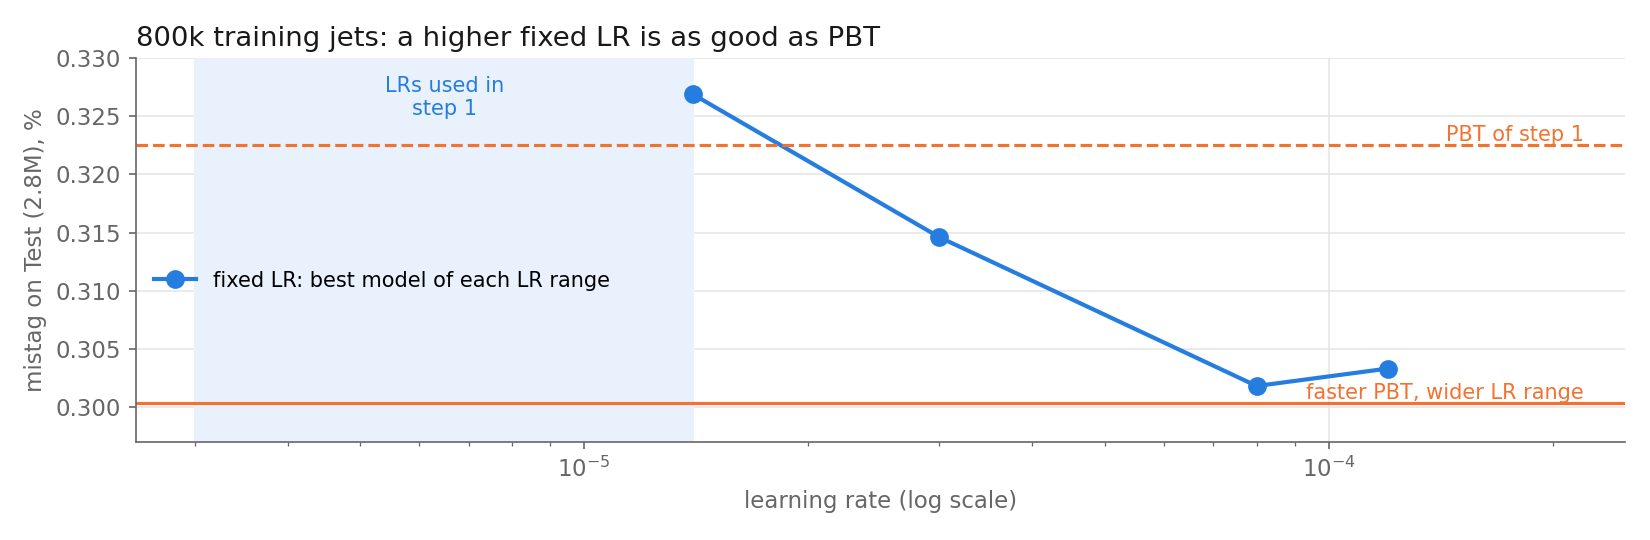 800k training jets: a higher fixed LR is as good as PBT
mistag on Test (2.8M), %
0.330
0.325
0.320
0.315
0.310
0.305
0.300
LRs used in
step 1
PBT of step 1
fixed LR: best model of each LR range
faster PBT, wider LR range
10⁻⁵
10⁻⁴
learning rate (log scale)